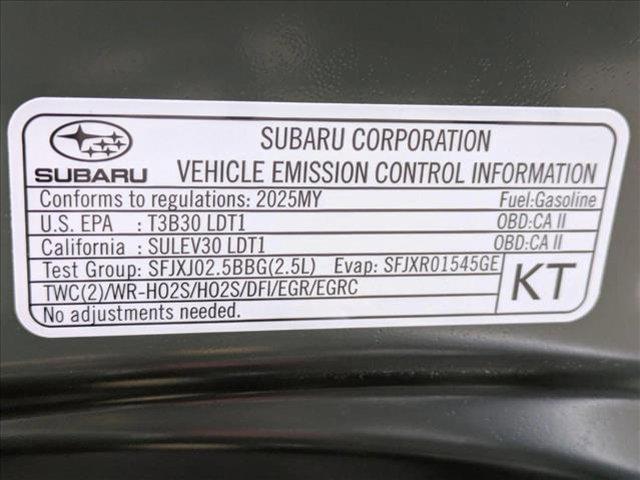 SUBARU
SUBARU CORPORATION
VEHICLE EMISSION CONTROL INFORMATION
Conforms to regulations: 2025MY Fuel:Gasoline
U.S. EPA : T3B30 LDT1 OBD:CA II
California : SULEV30 LDT1 OBD:CA II
Test Group: SFJXJ02.5BBG(2.5L) Evap: SFJXR01545GE
TWC(2)/WR-HO2S/HO2S/DFI/EGR/EGRC
No adjustments needed.
KT